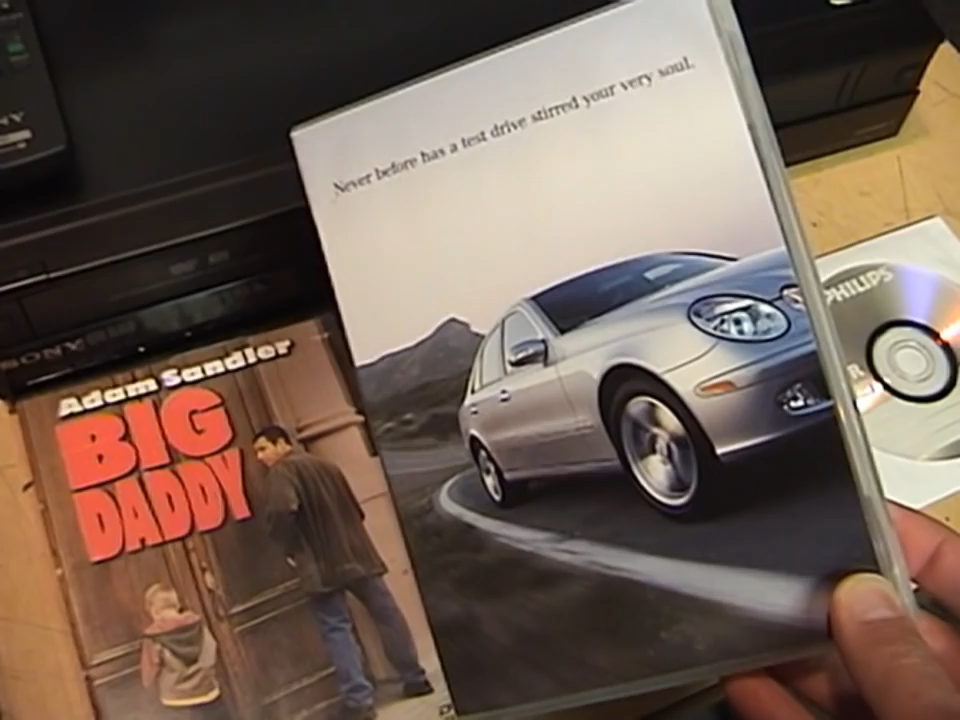 Never before has a test drive stirred your very soul.
SONY
Adam Sandler
BIG
DADDY
PHILIPS